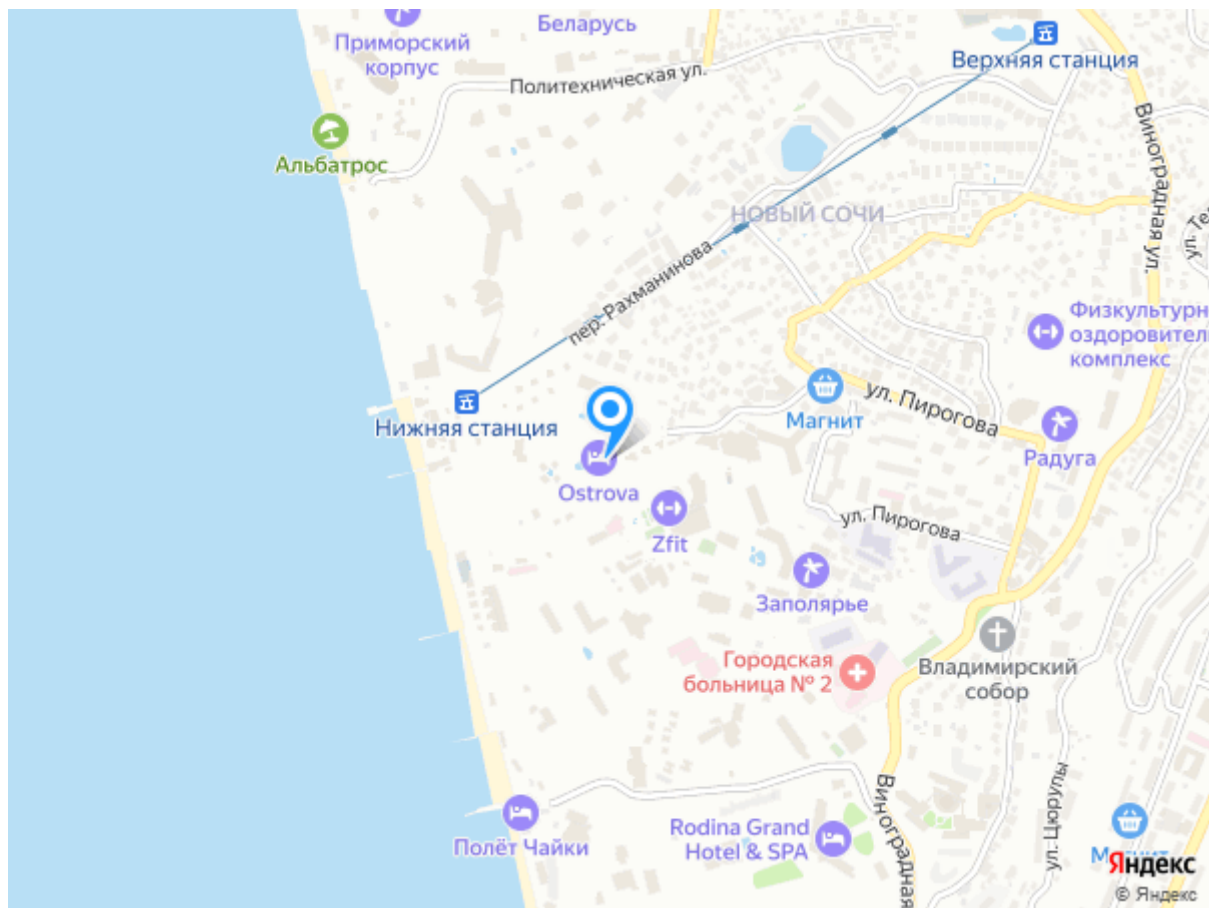 Беларусь
Приморский
корпус
Верхняя станция
Политехническая ул.
Альбатрос
Виноградная ул.
НОВЫЙ СОЧИ
пер. Рахманинова
Физкультурн
оздоровител
комплекс
Магнит
ул. Пирогова
Нижняя станция
Радуга
Ostrova
ул. Пирогова
Zfit
Заполярье
Городская
больница № 2
Владимирский
собор
Виноградная
ул. Цюрупы
Rodina Grand
Hotel & SPA
Полёт Чайки
Яндекс
© Яндекс